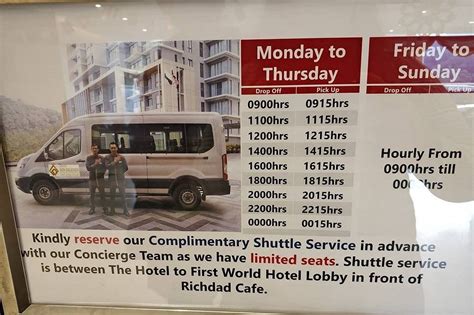 Monday to
Thursday
Friday to
Sunday
Drop Off Pick Up
Drop Off Pick Up
0900hrs 0915hrs
1100hrs 1115hrs
1200hrs 1215hrs
1400hrs 1415hrs
1600hrs 1615hrs
1800hrs 1815hrs
2000hrs 2015hrs
2200hrs 2215hrs
0000hrs 0015hrs
Hourly From
0900hrs till
Kindly reserve our Complimentary Shuttle Service in advance
with our Concierge Team as we have limited seats. Shuttle service
is between The Hotel to First World Hotel Lobby in front of
Richdad Cafe.